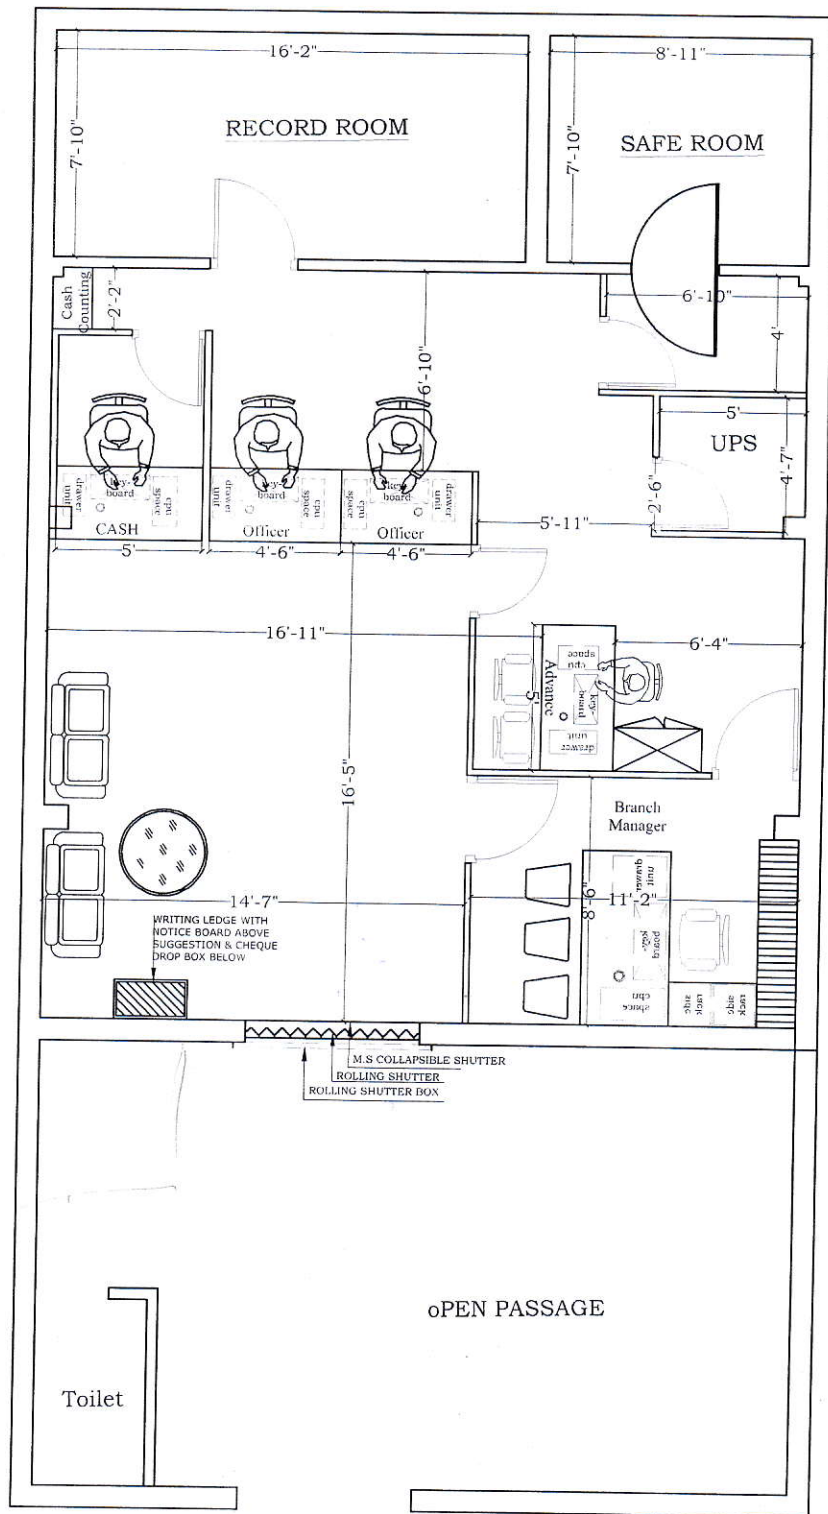 16'-2"
8'-11"
RECORD ROOM
SAFE ROOM
7'-10"
7'-10"
Cash
Counting
2'-2"
6'-10"
4'
6'-10"
5'
UPS
4'-7"
2'-6"
key-
board
drawer
unit
cpu
space
CASH
key-
board
drawer
unit
cpu
space
Officer
key-
board
cpu
space
drawer
unit
Officer
5'
4'-6"
4'-6"
5'-11"
16'-11"
6'-4"
Advance
5'
cpu
space
key-
board
drawer
unit
16'-5"
Branch
Manager
14'-7"
8'-9"
11'-2"
drawer
unit
key-
board
cpu
space
side
rack
side
rack
WRITING LEDGE WITH
NOTICE BOARD ABOVE
SUGGESTION & CHEQUE
DROP BOX BELOW
M.S COLLAPSIBLE SHUTTER
ROLLING SHUTTER
ROLLING SHUTTER BOX
oPEN PASSAGE
Toilet